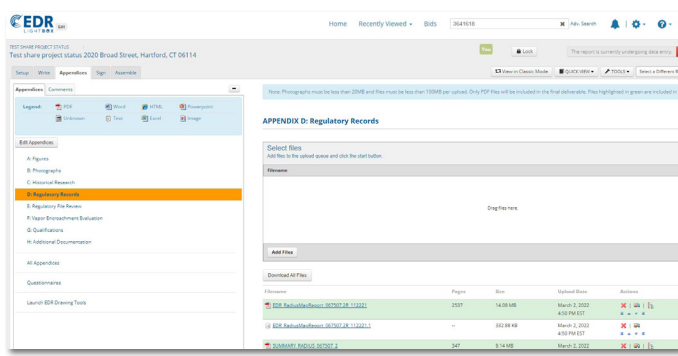 EDR
LIGHTBOX
Home Recently Viewed Bids Adv. Search
TEST SHARE PROJECT STATUS
Test share project status 2020 Broad Street, Hartford, CT 06114
Lock The report is currently undergoing data entry.
Setup Write Appendices Sign Assemble
View in Classic Mode QUICK VIEW TOOLS Select a Different R
Appendices Comments
Note: Photographs must be less than 20MB and files must be less than 100MB per upload. Only PDF files will be included in the final deliverable. Files highlighted in green are included in
Legend: PDF Word HTML Powerpoint
Unknown Text Excel Image
APPENDIX D: Regulatory Records
Edit Appendices
A: Figures
B: Photographs
C: Historical Research
D: Regulatory Records
E: Regulatory File Review
F: Vapor Encroachment Evaluation
G: Qualifications
H: Additional Documentation
All Appendices
Questionnaires
Launch EDR Drawing Tools
Select files
Add files to the upload queue and click the start button.
Filename
Drag files here.
Add Files
Download All Files
Filename Pages Size Upload Date Actions
EDR_RadiusMapReport_067507.2R_112221 2507 14.09 MB March 2, 2022
4:50 PM EST
EDR_RadiusMapReport_067507.2R_112221.1 -- KB March 2, 2022
4:50 PM EST
SUMMARY_RADIUS_067507_2 347 9.14 MB March 2, 2022